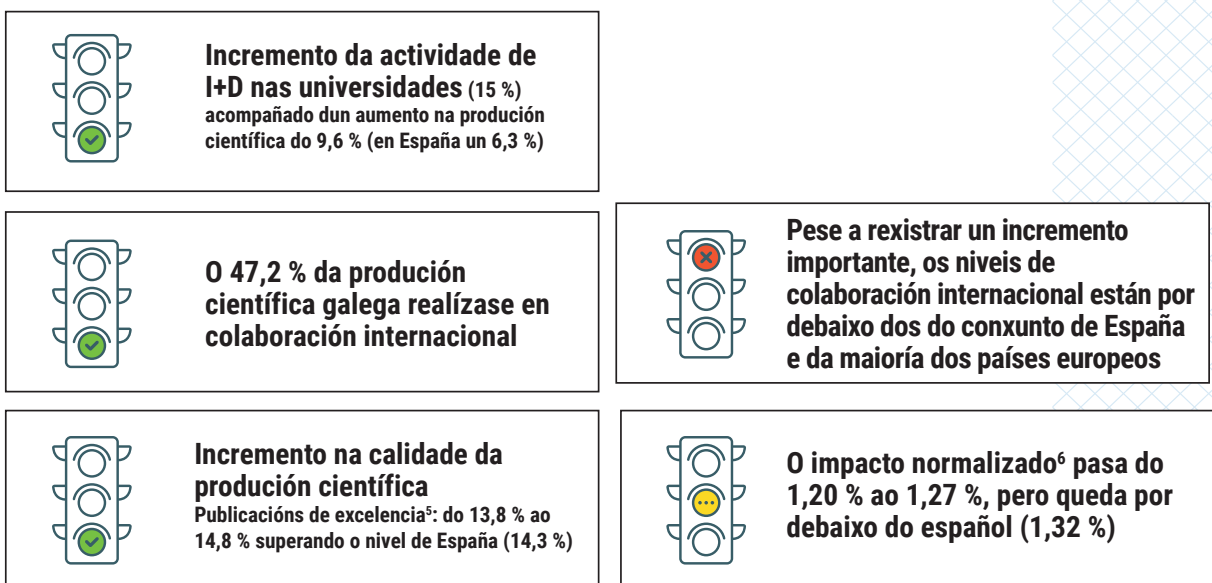 Incremento da actividade de
I+D nas universidades (15 %)
acompañado dun aumento na produción
científica do 9,6 % (en España un 6,3 %)
O 47,2 % da produción
científica galega realízase en
colaboración internacional
Pese a rexistrar un incremento
importante, os niveis de
colaboración internacional están por
debaixo dos do conxunto de España
e da maioría dos países europeos
Incremento na calidade da
produción científica
Publicacións de excelencia⁵: do 13,8 % ao
14,8 % superando o nivel de España (14,3 %)
O impacto normalizado⁶ pasa do
1,20 % ao 1,27 %, pero queda por
debaixo do español (1,32 %)